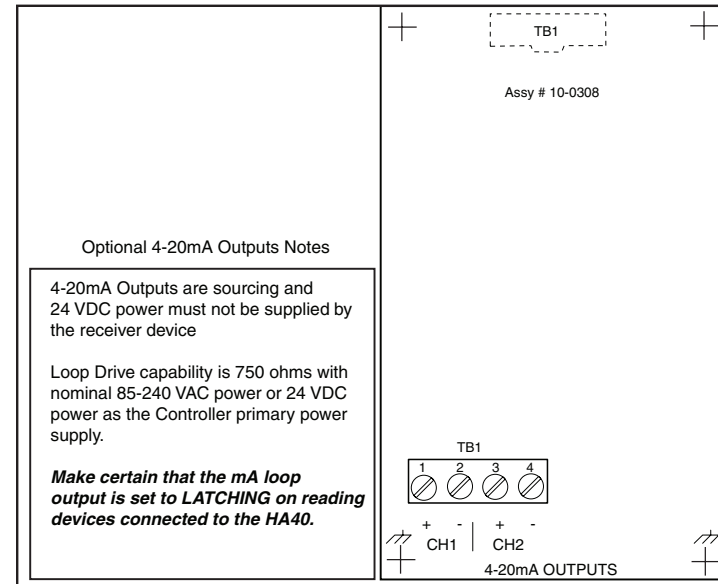 Optional 4-20mA Outputs Notes
4-20mA Outputs are sourcing and
24 VDC power must not be supplied by
the receiver device
Loop Drive capability is 750 ohms with
nominal 85-240 VAC power or 24 VDC
power as the Controller primary power
supply.
Make certain that the mA loop
output is set to LATCHING on reading
devices connected to the HA40.
TB1
Assy # 10-0308
TB1
1 2 3 4
+ - + -
CH1 CH2
4-20mA OUTPUTS